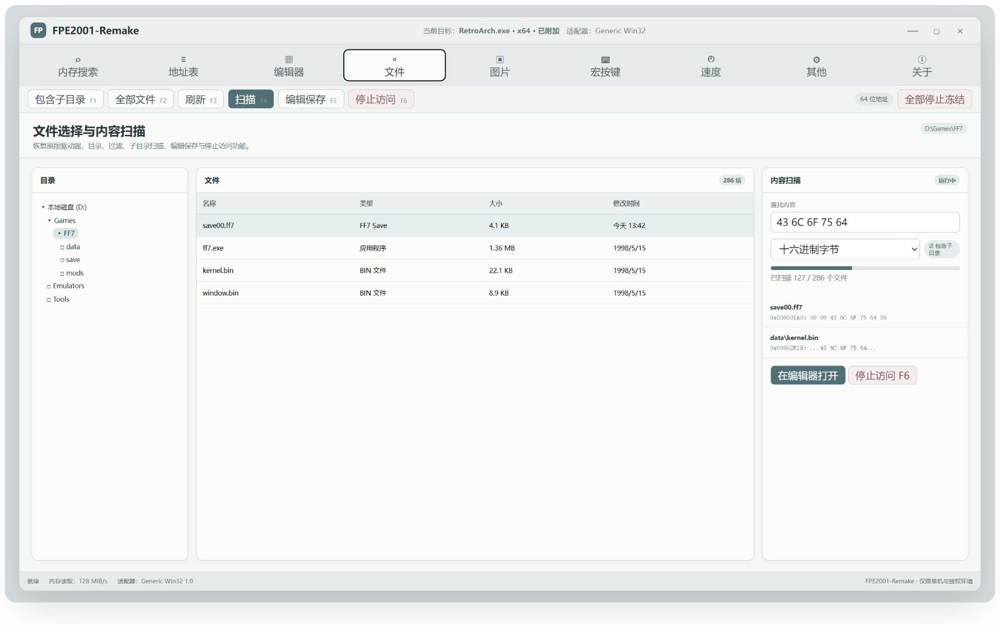 FP FPE2001-Remake
当前目标: RetroArch.exe • x64 • 已附加 适配器: Generic Win32
内存搜索
地址表
编辑器
文件
图片
宏按键
速度
其他
关于
包含子目录 F1
全部文件 F2
刷新 F3
扫描 F4
编辑保存 F5
停止访问 F6
64 位地址
全部停止冻结
文件选择与内容扫描
D:\Games\FF7
恢复原版驱动器、目录、过滤、子目录扫描、编辑保存与停止访问功能。
目录
本地磁盘 (D:)
Games
FF7
data
save
mods
Emulators
Tools
文件
286 项
名称 类型 大小 修改时间
save00.ff7 FF7 Save 4.1 KB 今天 13:42
ff7.exe 应用程序 1.36 MB 1998/5/15
kernel.bin BIN 文件 22.1 KB 1998/5/15
window.bin BIN 文件 8.9 KB 1998/5/15
内容扫描
运行中
查找内容
43 6C 6F 75 64
十六进制字节
包含子
目录
已扫描 127 / 286 个文件
save00.ff7
0x000001A0: 00 00 43 6C 6F 75 64 00
data\kernel.bin
0x00002F18: ...43 6C 6F 75 64...
在编辑器打开
停止访问 F6
就绪 内存读取: 128 MiB/s 适配器: Generic Win32 1.0
FPE2001-Remake · 仅限单机与授权环境